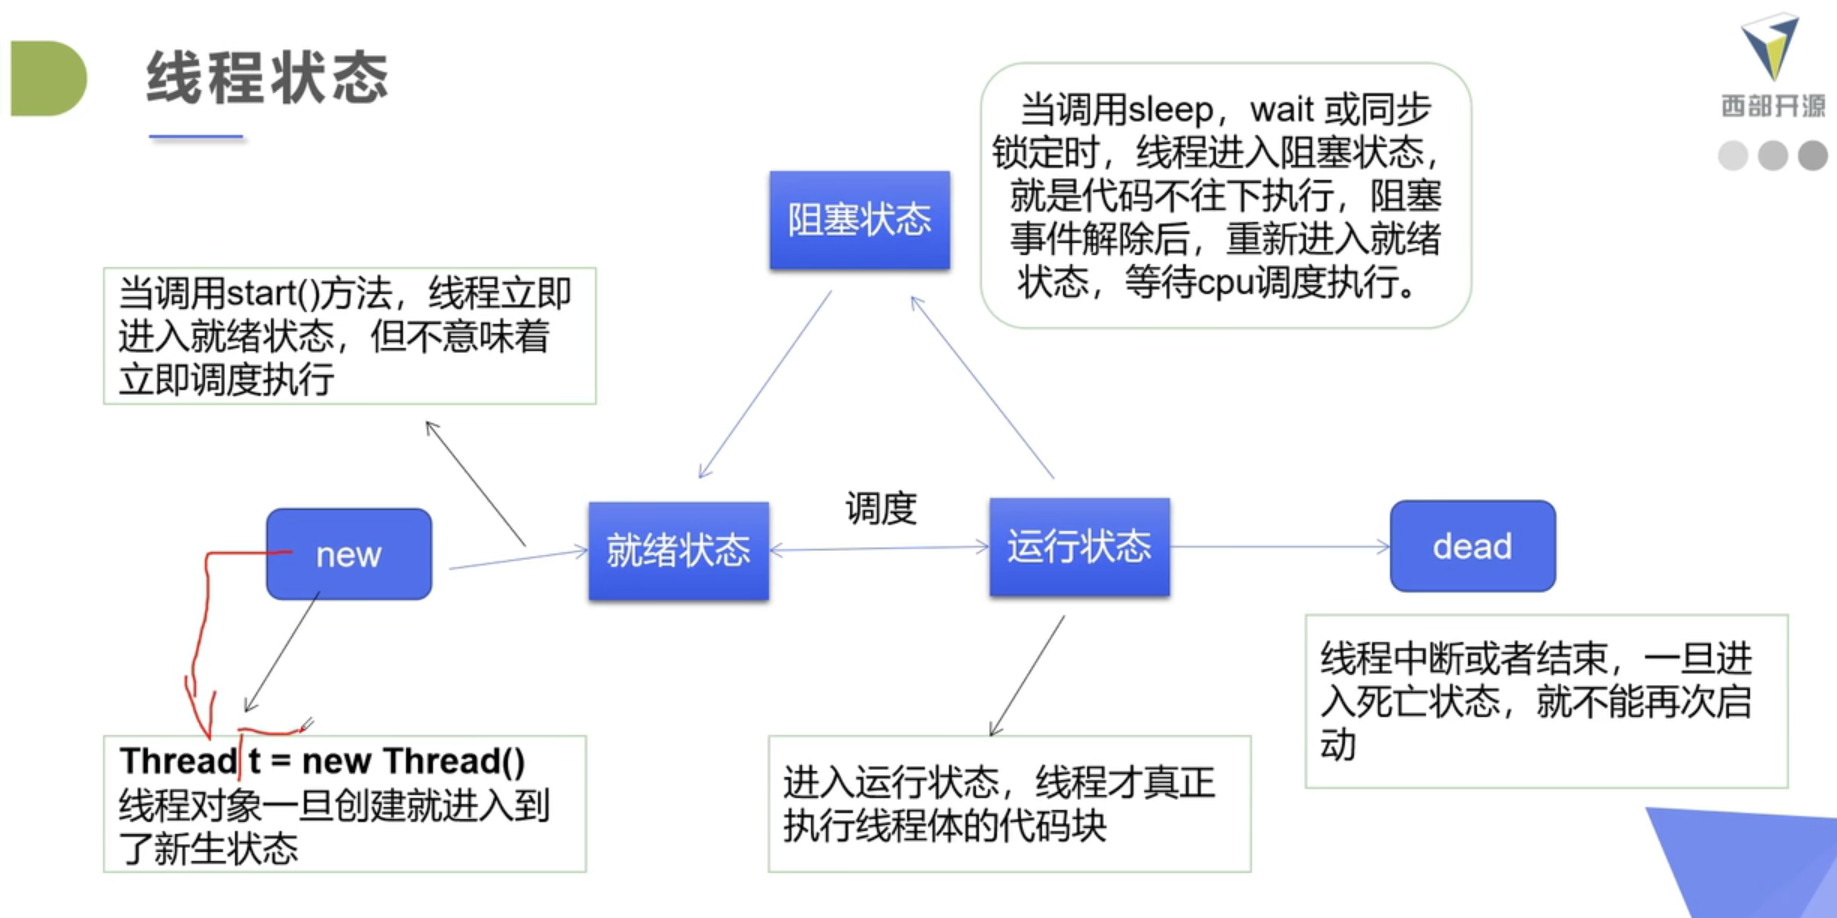 线程状态
西部开源
当调用sleep，wait 或同步
锁定时，线程进入阻塞状态，
就是代码不往下执行，阻塞
事件解除后，重新进入就绪
状态，等待cpu调度执行。
阻塞状态
当调用start()方法，线程立即
进入就绪状态，但不意味着
立即调度执行
调度
new
就绪状态
运行状态
dead
Thread t = new Thread()
线程对象一旦创建就进入到
了新生状态
进入运行状态，线程才真正
执行线程体的代码块
线程中断或者结束，一旦进
入死亡状态，就不能再次启
动